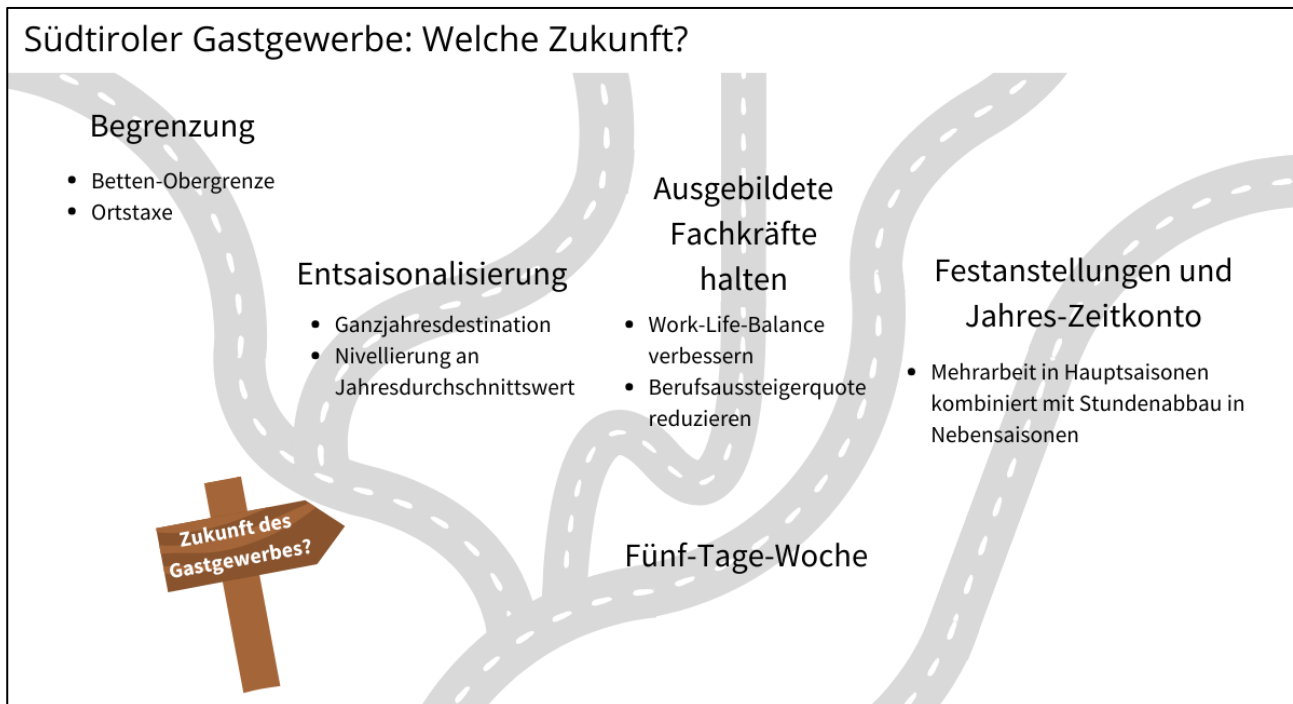 Südtiroler Gastgewerbe: Welche Zukunft?
Begrenzung
• Betten-Obergrenze
• Ortstaxe
Entsaisonalisierung
• Ganzjahresdestination
• Nivellierung an
Jahresdurchschnittswert
Ausgebildete
Fachkräfte
halten
• Work-Life-Balance
verbessern
• Berufsaussteigerquote
reduzieren
Festanstellungen und
Jahres-Zeitkonto
• Mehrarbeit in Hauptsaisonen
kombiniert mit Stundenabbau in
Nebensaisonen
Zukunft des
Gastgewerbes?
Fünf-Tage-Woche